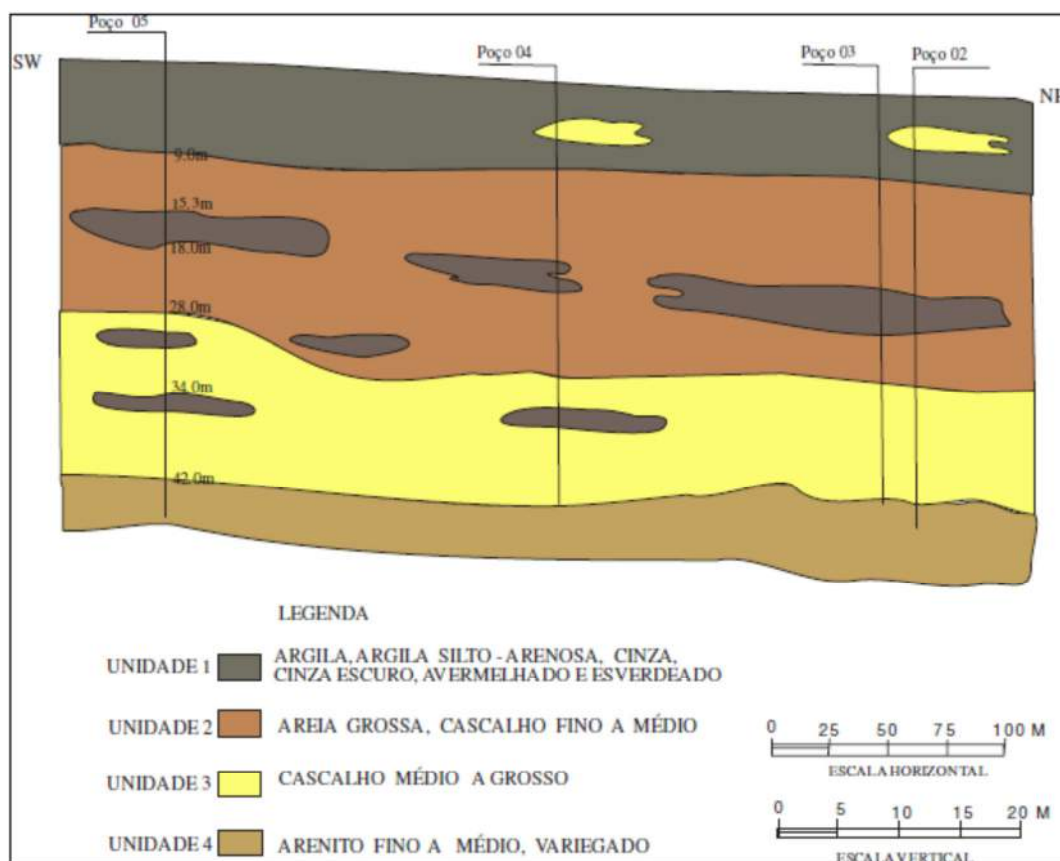 Poço 05
SW
Poço 04
Poço 03
Poço 02
NE
9.0m
15.3m
18.0m
28.0m
34.0m
42.0m
LEGENDA
UNIDADE 1 ARGILA, ARGILA SILTO - ARENOSA, CINZA,
CINZA ESCURO, AVERMELHADO E ESVERDEADO
UNIDADE 2 AREIA GROSSA, CASCALHO FINO A MÉDIO
UNIDADE 3 CASCALHO MÉDIO A GROSSO
UNIDADE 4 ARENITO FINO A MÉDIO, VARIEGADO
0 25 50 75 100 M
ESCALA HORIZONTAL
0 5 10 15 20 M
ESCALA VERTICAL